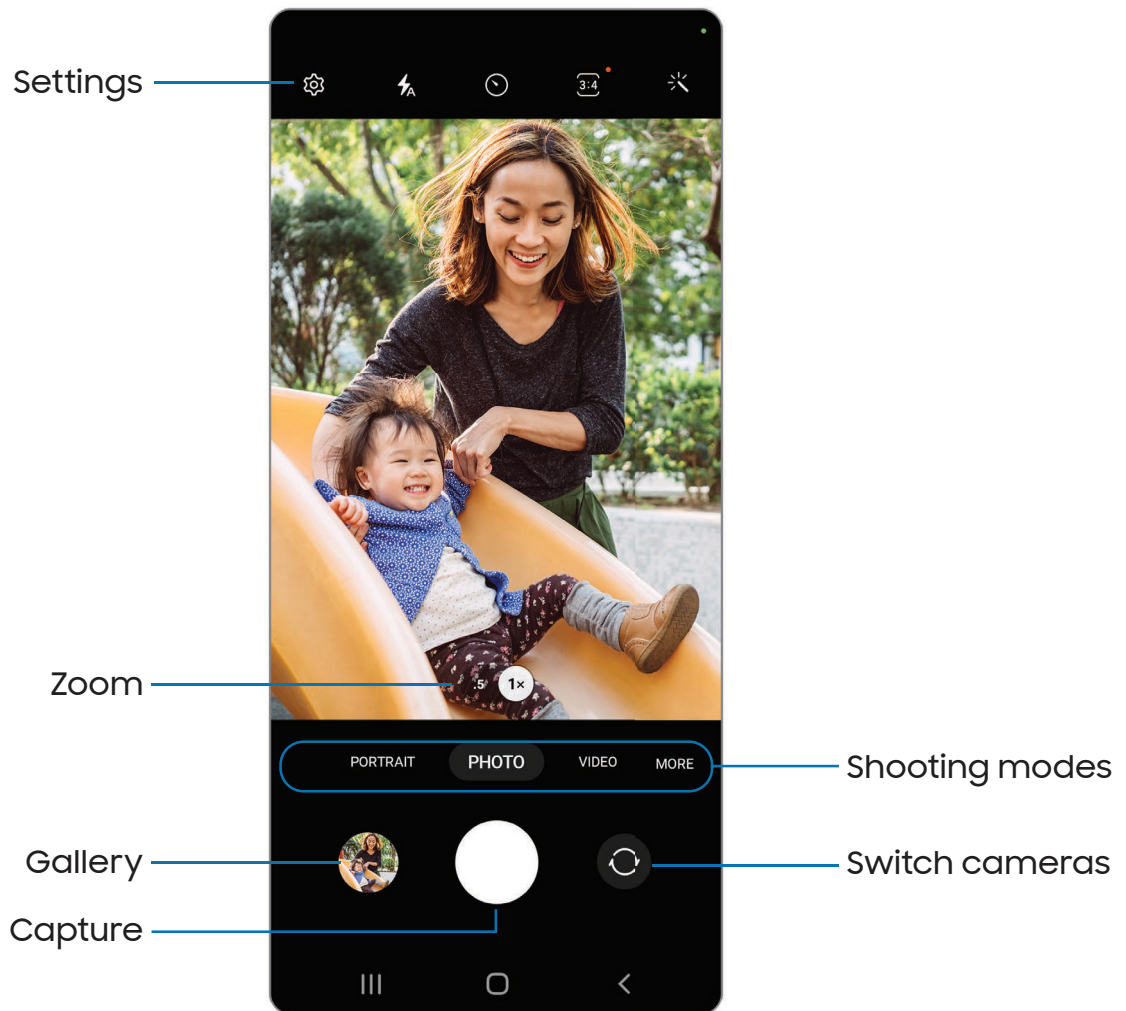 Settings
A
3:4
Zoom
.5 1×
PORTRAIT PHOTO VIDEO MORE
Shooting modes
Gallery
Switch cameras
Capture